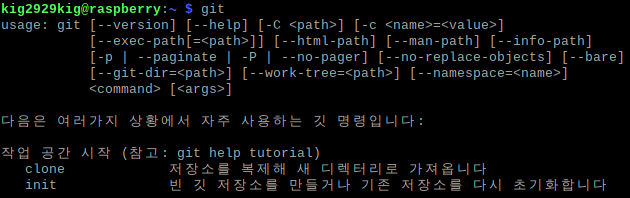 kig2929kig@raspberry:~ $ git
usage: git [--version] [--help] [-C <path>] [-c <name>=<value>]
[--exec-path[=<path>]] [--html-path] [--man-path] [--info-path]
[-p | --paginate | -P | --no-pager] [--no-replace-objects] [--bare]
[--git-dir=<path>] [--work-tree=<path>] [--namespace=<name>]
<command> [<args>]
다음은 여러가지 상황에서 자주 사용하는 깃 명령입니다:
작업 공간 시작 (참고: git help tutorial)
clone 저장소를 복제해 새 디렉터리로 가져옵니다
init 빈 깃 저장소를 만들거나 기존 저장소를 다시 초기화합니다